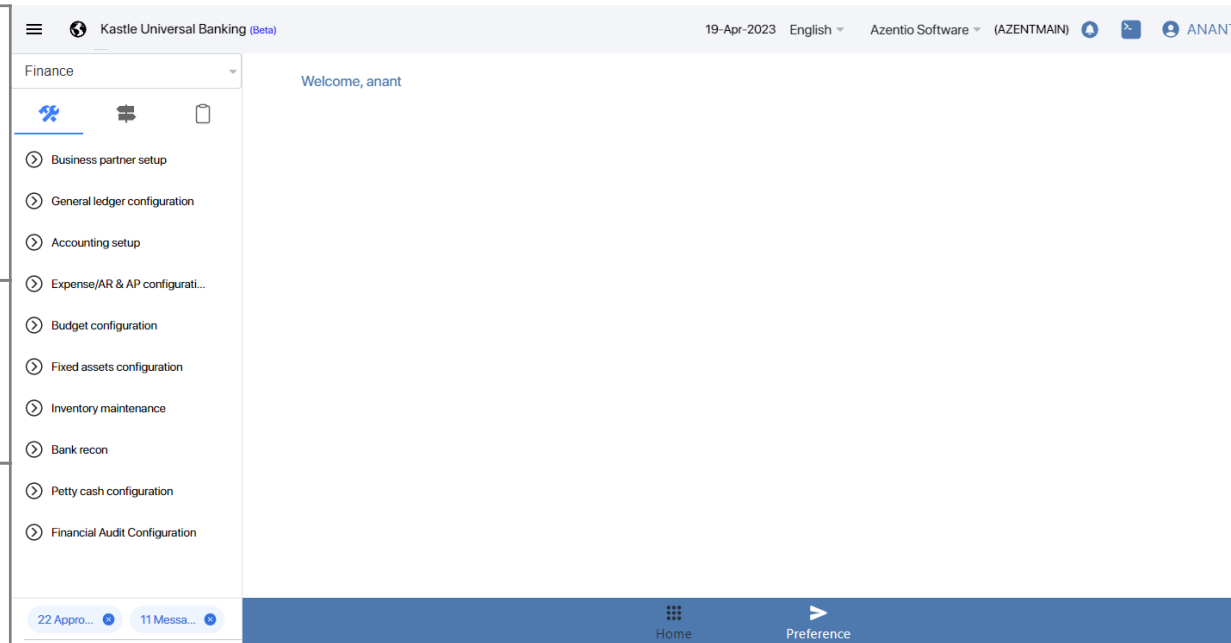 Kastle Universal Banking (Beta) 19-Apr-2023 English Azentio Software (AZENTMAIN) ANANT
Finance
Welcome, anant
Business partner setup
General ledger configuration
Accounting setup
Expense/AR & AP configurati...
Budget configuration
Fixed assets configuration
Inventory maintenance
Bank recon
Petty cash configuration
Financial Audit Configuration
22 Appro... 11 Messa...
Home Preference